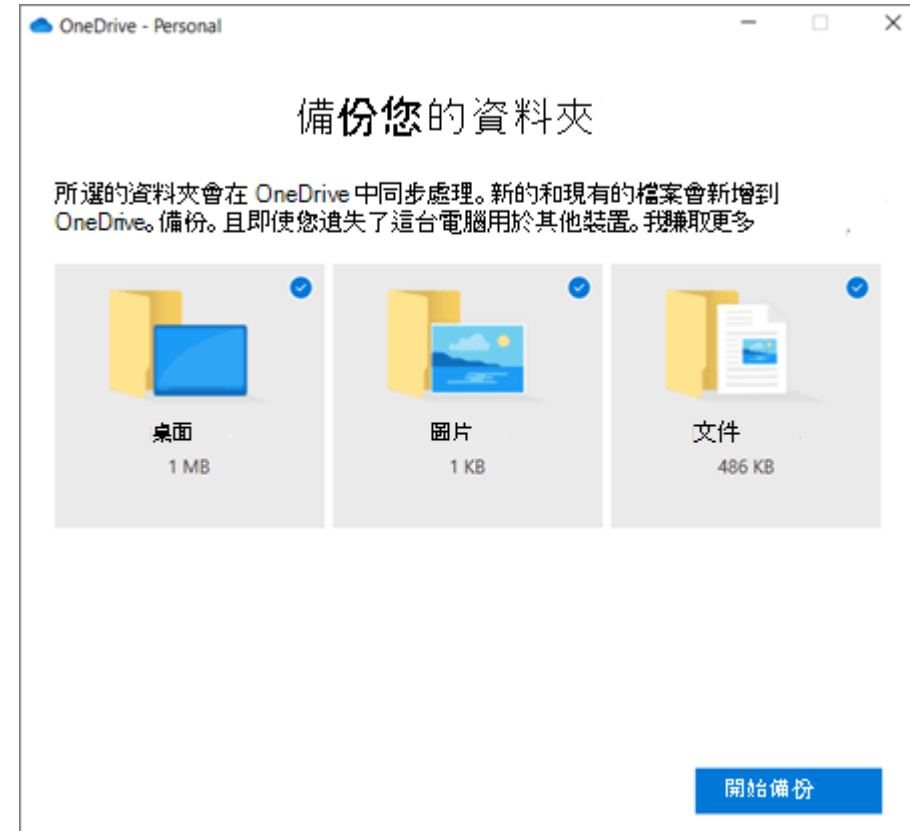 OneDrive - Personal
備份您的資料夾
所選的資料夾會在 OneDrive 中同步處理。新的和現有的檔案會新增到
OneDrive。備份。且即使您遺失了這台電腦用於其他裝置。我賺取更多
桌面
圖片
文件
1 MB
1 KB
486 KB
開始備份